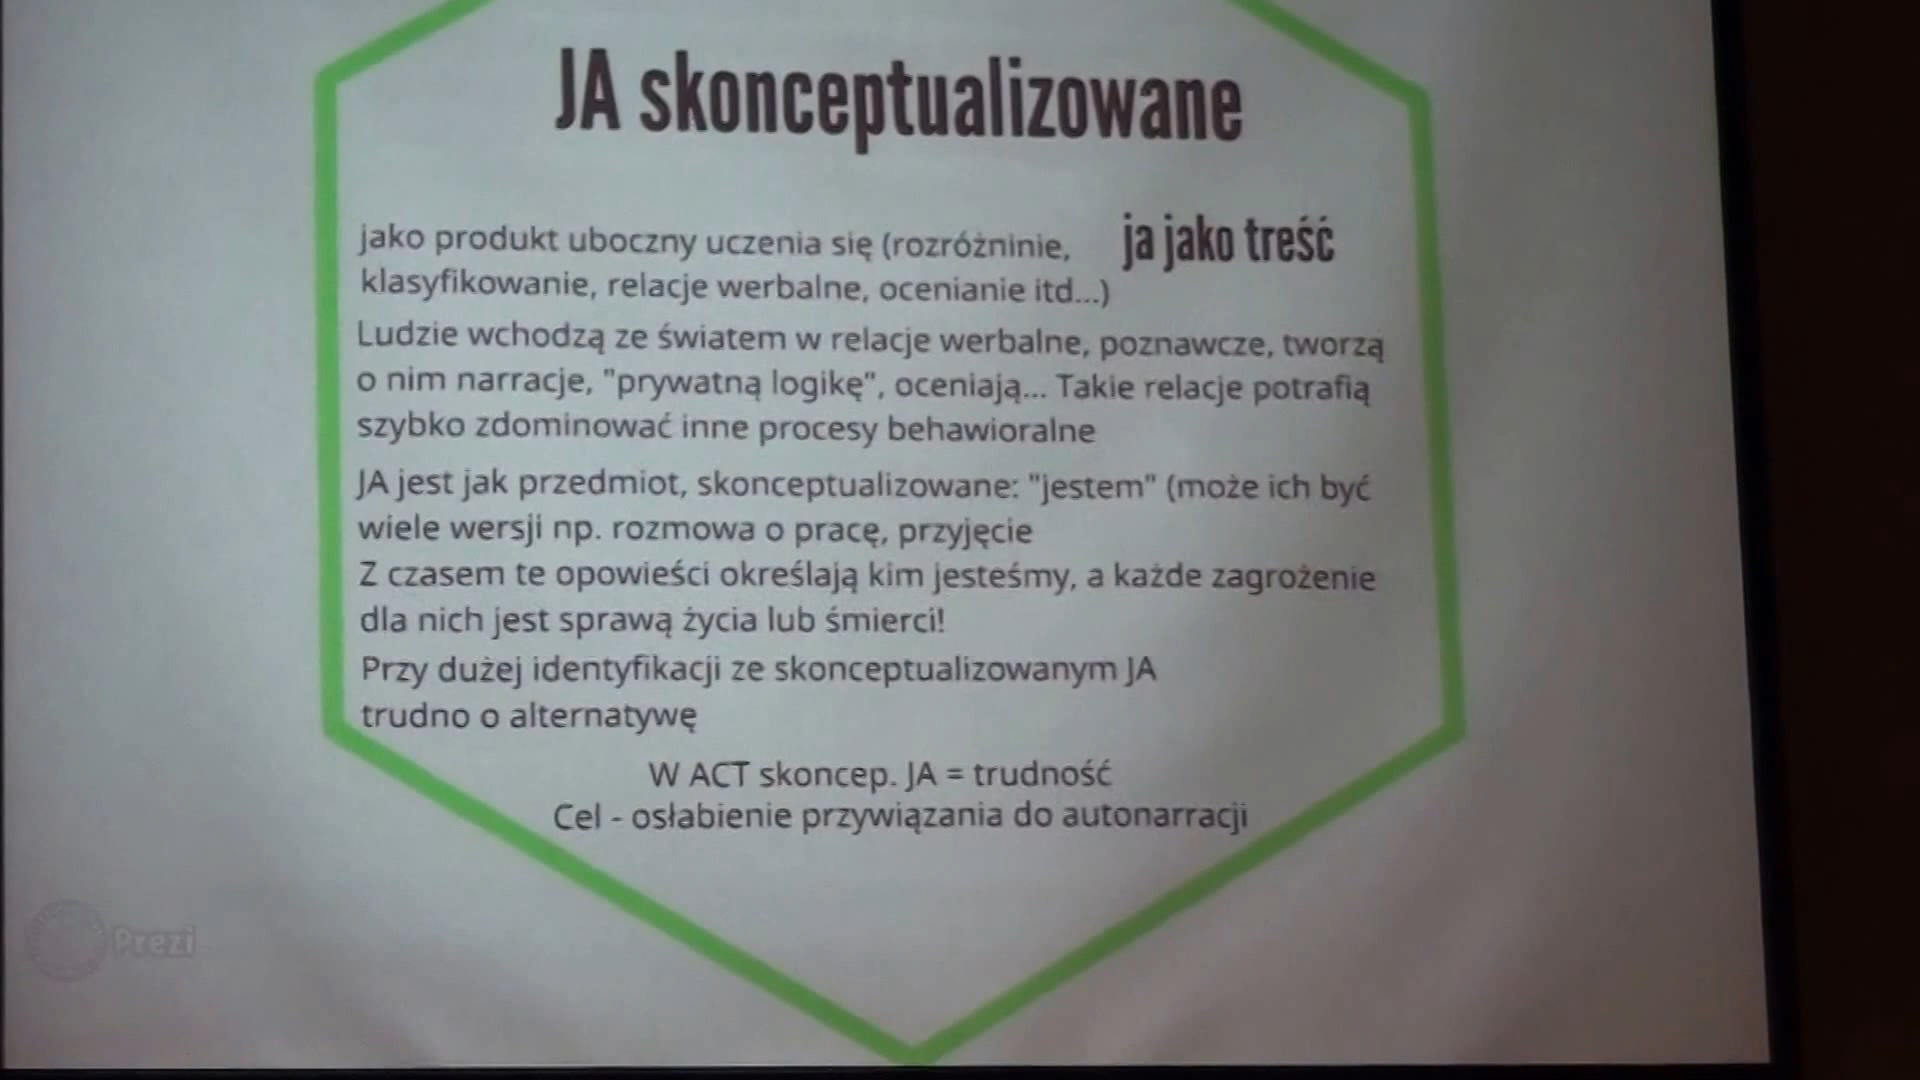 JA skonceptualizowane
ja jako treść
jako produkt uboczny uczenia się (rozróżninie,
klasyfikowanie, relacje werbalne, ocenianie itd...)
Ludzie wchodzą ze światem w relacje werbalne, poznawcze, tworzą
o nim narracje, "prywatną logikę", oceniają... Takie relacje potrafią
szybko zdominować inne procesy behawioralne
JA jest jak przedmiot, skonceptualizowane: "jestem" (może ich być
wiele wersji np. rozmowa o pracę, przyjęcie
Z czasem te opowieści określają kim jesteśmy, a każde zagrożenie
dla nich jest sprawą życia lub śmierci!
Przy dużej identyfikacji ze skonceptualizowanym JA
trudno o alternatywę
W ACT skoncep. JA = trudność
Cel - osłabienie przywiązania do autonarracji
Prezi